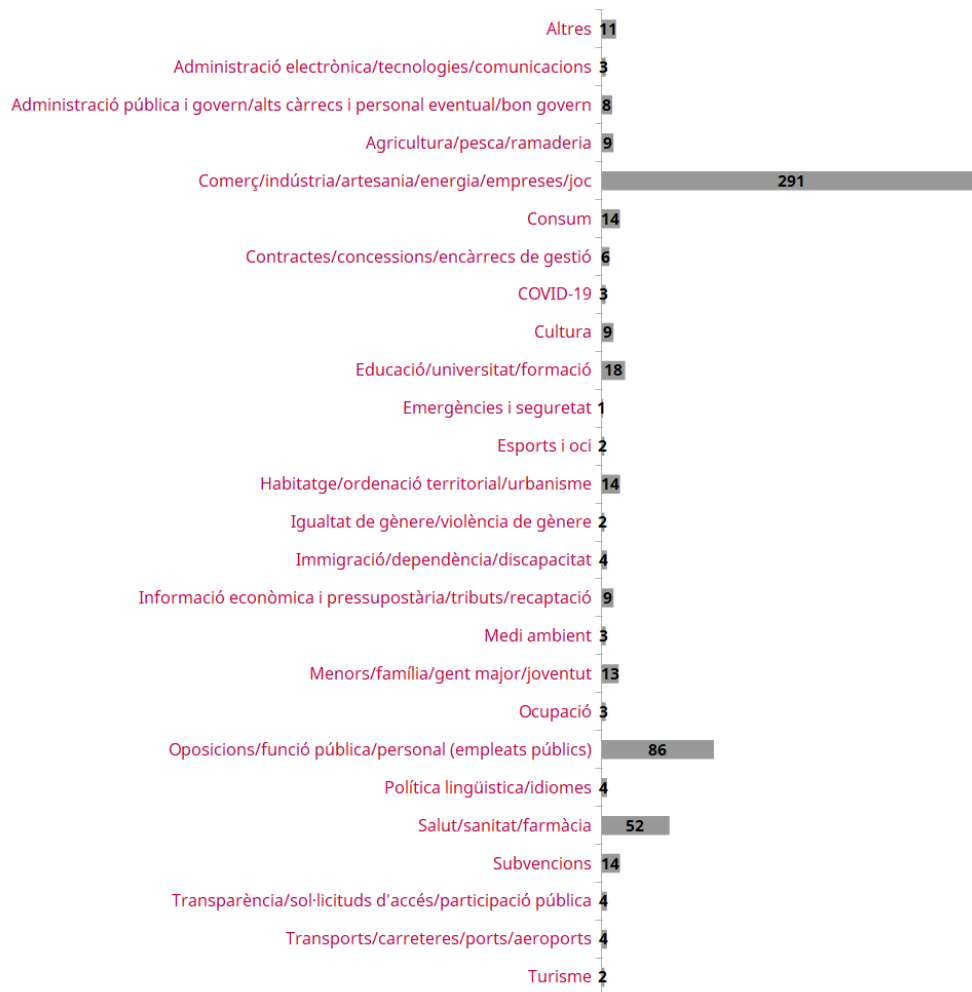 Altres 11
Administració electrònica/tecnologies/comunicacions 3
Administració pública i govern/alts càrrecs i personal eventual/bon govern 8
Agricultura/pesca/ramaderia 9
Comerç/indústria/artesania/energia/empreses/joc 291
Consum 14
Contractes/concessions/encàrrecs de gestió 6
COVID-19 3
Cultura 9
Educació/universitat/formació 18
Emergències i seguretat 1
Esports i oci 2
Habitatge/ordenació territorial/urbanisme 14
Igualtat de gènere/violència de gènere 2
Immigració/dependència/discapacitat 4
Informació econòmica i pressupostària/tributs/recaptació 9
Medi ambient 3
Menors/família/gent major/joventut 13
Ocupació 3
Oposicions/funció pública/personal (empleats públics) 86
Política lingüistica/idiomes 4
Salut/sanitat/farmàcia 52
Subvencions 14
Transparència/sol·licituds d'accés/participació pública 4
Transports/carreteres/ports/aeroports 4
Turisme 2